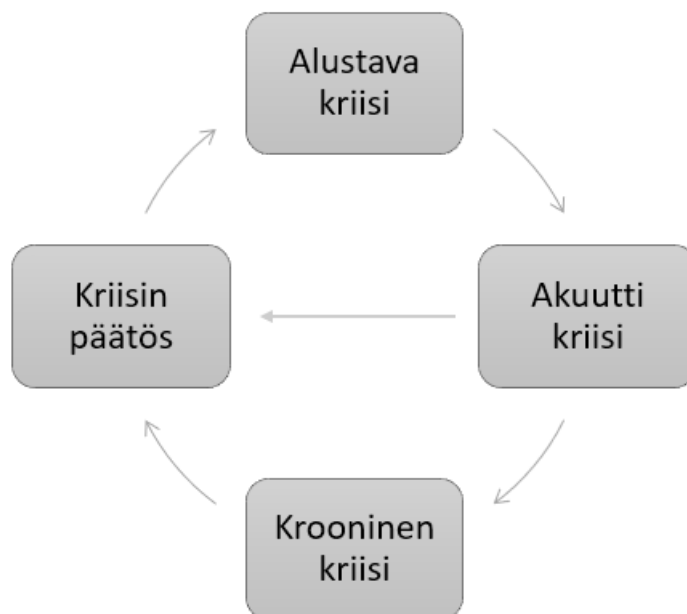 Alustava
kriisi
Kriisin
päätös
Akuutti
kriisi
Krooninen
kriisi